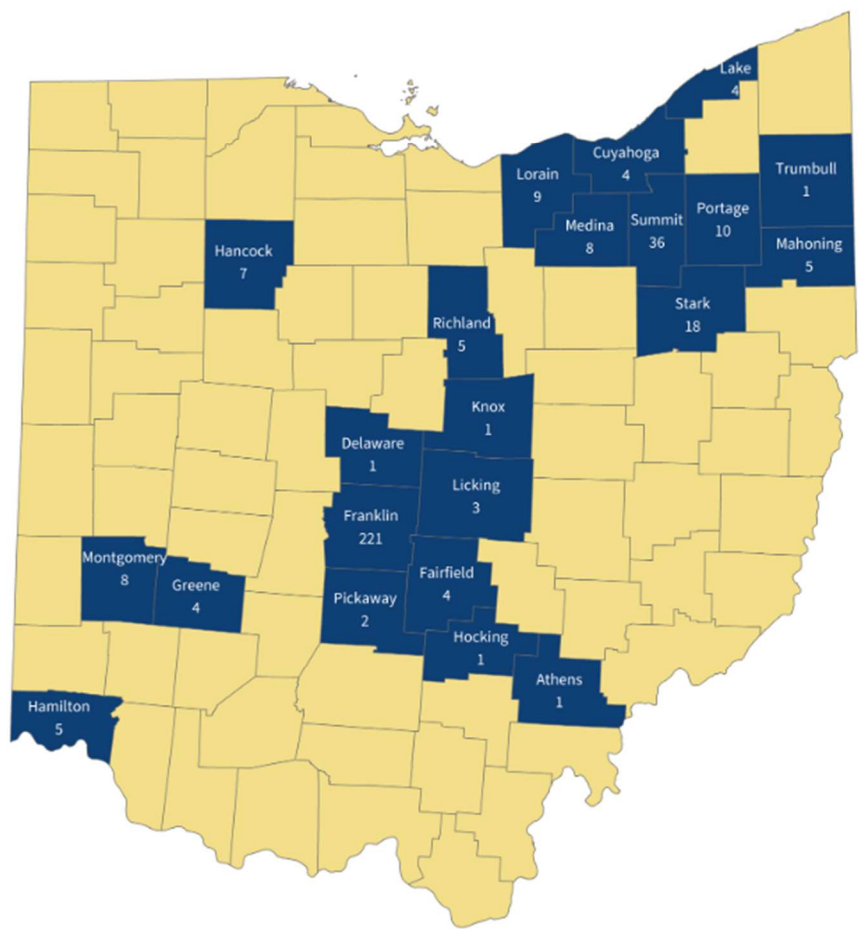 Lake
4
Cuyahoga
4
Trumbull
1
Lorain
9
Portage
10
Summit
36
Medina
8
Mahoning
5
Hancock
7
Stark
18
Richland
5
Knox
1
Delaware
1
Licking
3
Franklin
221
Montgomery
8
Fairfield
4
Greene
4
Pickaway
2
Hocking
1
Athens
1
Hamilton
5